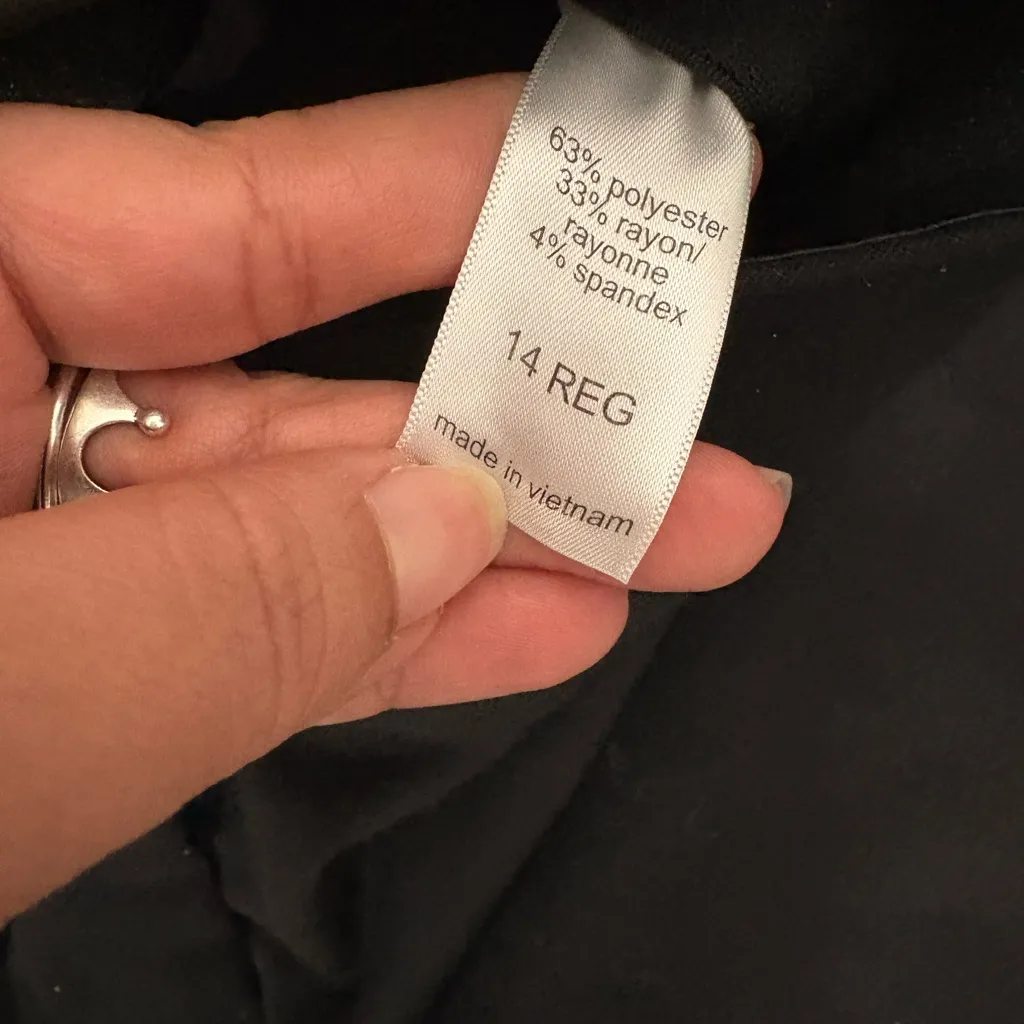 63% polyester
33% rayon/
rayonne
4% spandex
14 REG
made in vietnam